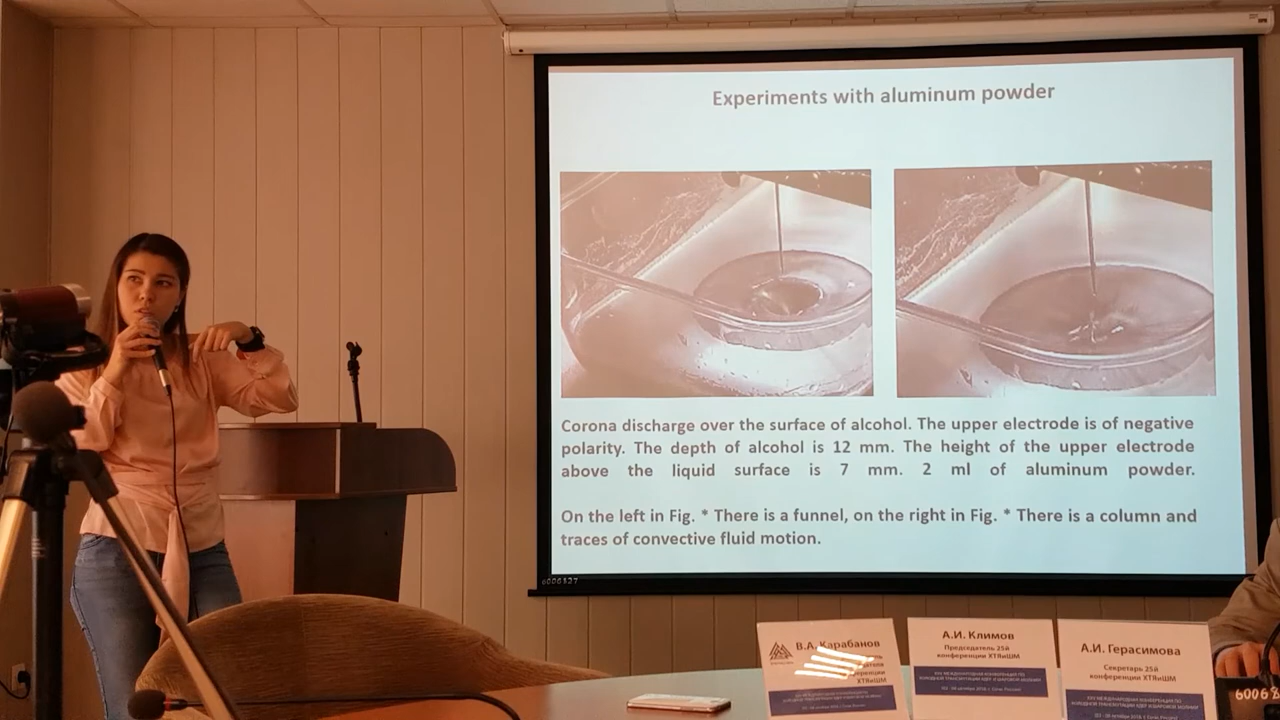 Experiments with aluminum powder
Corona discharge over the surface of alcohol. The upper electrode is of negative
polarity. The depth of alcohol is 12 mm. The height of the upper electrode
above the liquid surface is 7 mm. 2 ml of aluminum powder.
On the left in Fig. * There is a funnel, on the right in Fig. * There is a column and
traces of convective fluid motion.
6006127
В.А. Карабанов
А.И. Климов
Председатель 25й
конференции ХТЯиШМ
А.И. Герасимова
Секретарь 25й
конференции ХТЯиШМ